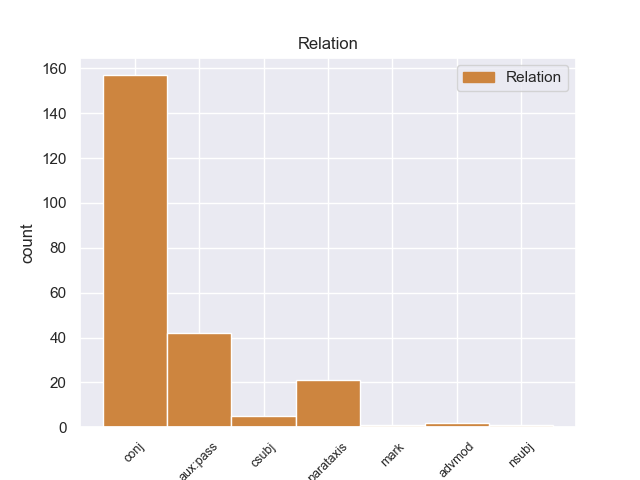 Relation
Relation
count
160
140
120
100
80
60
40
20
0
conj
aux:pass
csubj
parataxis
mark
advmod
nsubj